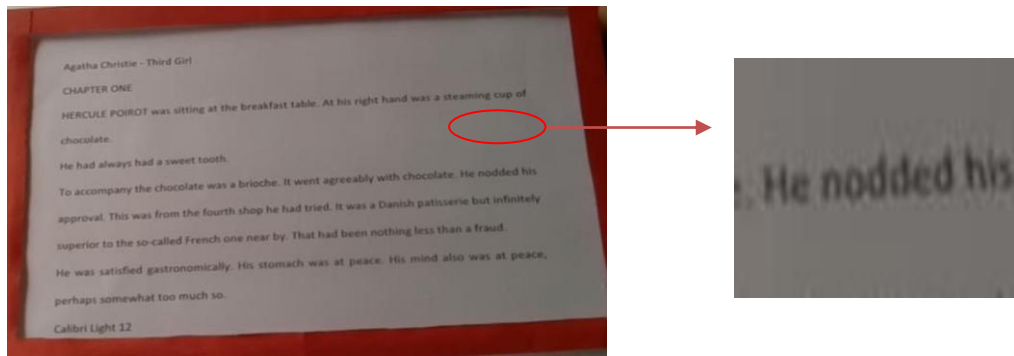 Agatha Christie - Third Girl
CHAPTER ONE
HERCULE POIROT was sitting at the breakfast table. At his right hand was a steaming cup of
chocolate.
He had always had a sweet tooth.
To accompany the chocolate was a brioche. It went agreeably with chocolate. He nodded his
approval. This was from the fourth shop he had tried. It was a Danish patisserie but infinitely
superior to the so-called French one near by. That had been nothing less than a fraud.
He was satisfied gastronomically. His stomach was at peace. His mind also was at peace,
perhaps somewhat too much so.
Calibri Light 12
. He nodded his